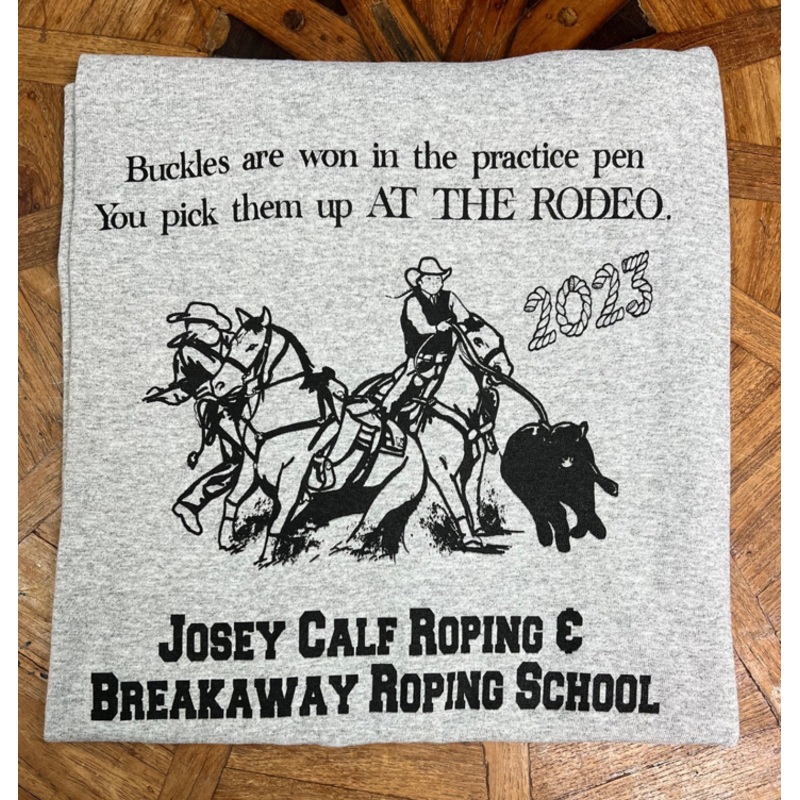 Buckles are won in the practice pen
You pick them up AT THE RODEO.
2023
JOSEY CALF ROPING &
BREAKAWAY ROPING SCHOOL